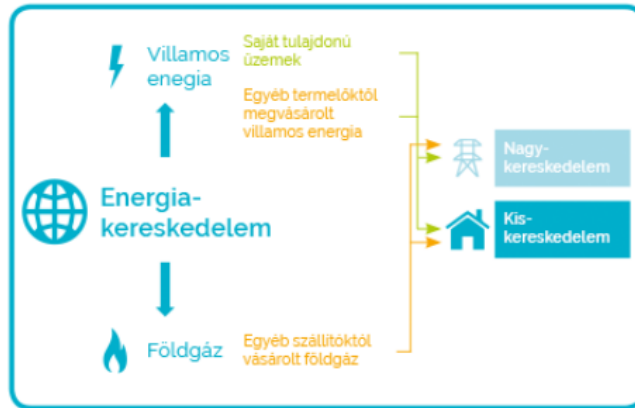 Villamos
enegia
Saját tulajdonú
üzemek
Egyéb termelőktől
megvásárolt
villamos energia
Energia-
kereskedelem
Nagy-
kereskedelem
Kis-
kereskedelem
Földgáz
Egyéb szállítóktól
vásárolt földgáz